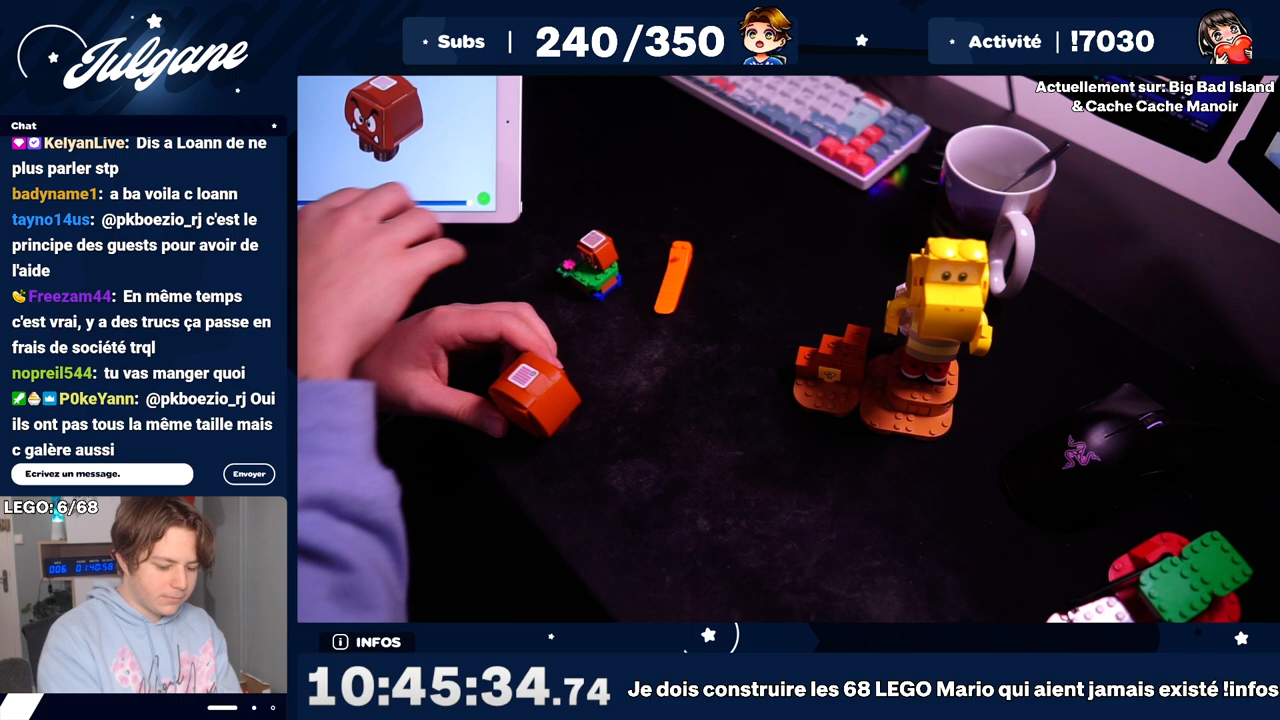 Julgane
Subs | 240/350
Activité | !7030
Actuellement sur: Big Bad Island
& Cache Cache Manoir
Chat
KelyanLive: Dis a Loann de ne
plus parler stp
badyname1: a ba voila c loann
tayno14us: @pkboezio_rj c'est le
principe des guests pour avoir de
l'aide
Freezam44: En même temps
c'est vrai, y a des trucs ça passe en
frais de société trql
nopreil544: tu vas manger quoi
P0keYann: @pkboezio_rj Oui
ils ont pas tous la même taille mais
c galère aussi
Ecrivez un message.
Envoyer
LEGO: 6/68
006 01:40:58
INFOS
10:45:34.74
Je dois construire les 68 LEGO Mario qui aient jamais existé !infos